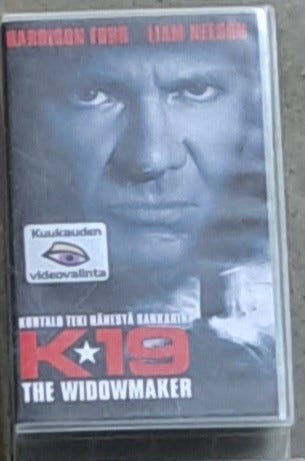 HARRISON FORD LIAM NEESON
Kuukauden
videovalinta
KOHTALO TEKI HÄNESTÄ SANKARIN
K★19
THE WIDOWMAKER